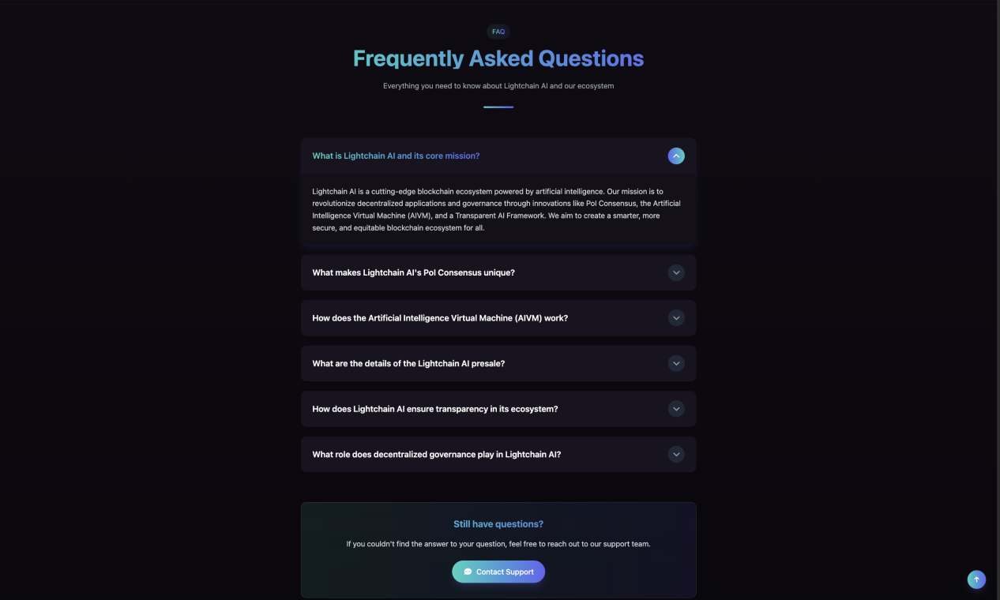 FAQ
Frequently Asked Questions
Everything you need to know about Lightchain AI and our ecosystem
What is Lightchain AI and its core mission?
Lightchain AI is a cutting-edge blockchain ecosystem powered by artificial intelligence. Our mission is to
revolutionize decentralized applications and governance through innovations like PoI Consensus, the Artificial
Intelligence Virtual Machine (AIVM), and a Transparent AI Framework. We aim to create a smarter, more
secure, and equitable blockchain ecosystem for all.
What makes Lightchain AI's PoI Consensus unique?
How does the Artificial Intelligence Virtual Machine (AIVM) work?
What are the details of the Lightchain AI presale?
How does Lightchain AI ensure transparency in its ecosystem?
What role does decentralized governance play in Lightchain AI?
Still have questions?
If you couldn't find the answer to your question, feel free to reach out to our support team.
Contact Support